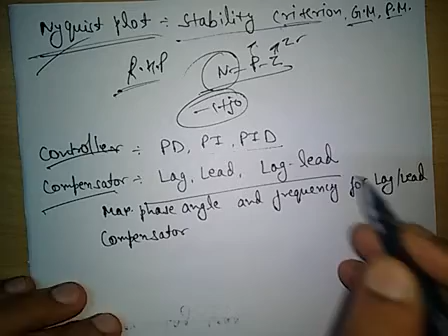 Nyquist plot :- Stability Criterion, G.M, P.M.
R.H.P
N = P - Z
-1+j0
Controller :- PD, PI, PID
Compensator :- Lag, Lead, Lag-lead
Max. phase angle and frequency for Lag/Lead
Compensator